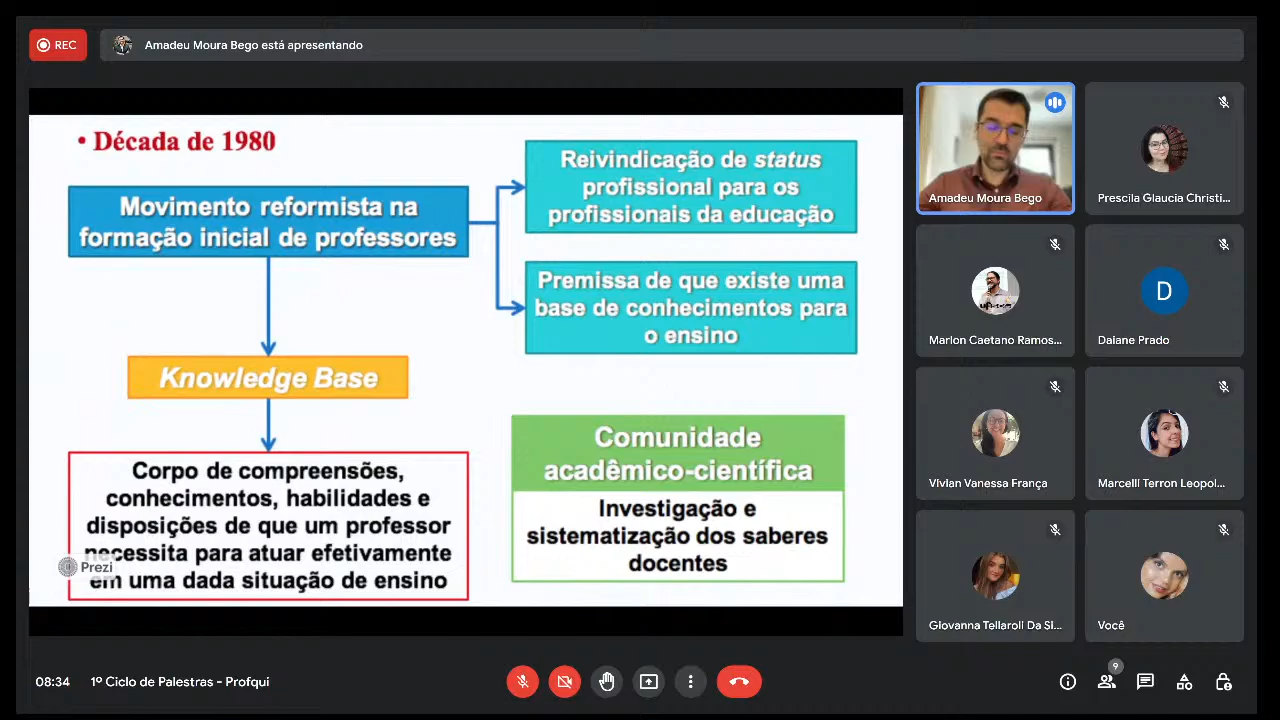 REC
Amadeu Moura Bego está apresentando
• Década de 1980
Movimento reformista na
formação inicial de professores
Reivindicação de status
profissional para os
profissionais da educação
Premissa de que existe uma
base de conhecimentos para
o ensino
Knowledge Base
Corpo de compreensões,
conhecimentos, habilidades e
disposições de que um professor
necessita para atuar efetivamente
em uma dada situação de ensino
Prezi
Comunidade
acadêmico-científica
Investigação e
sistematização dos saberes
docentes
Amadeu Moura Bego
Prescila Glaucia Christi...
Marlon Caetano Ramos...
D
Daiane Prado
Vivian Vanessa França
Marcelli Terron Leopol...
Giovanna Tellaroli Da Si...
Você
08:34
1º Ciclo de Palestras - Profqui
9